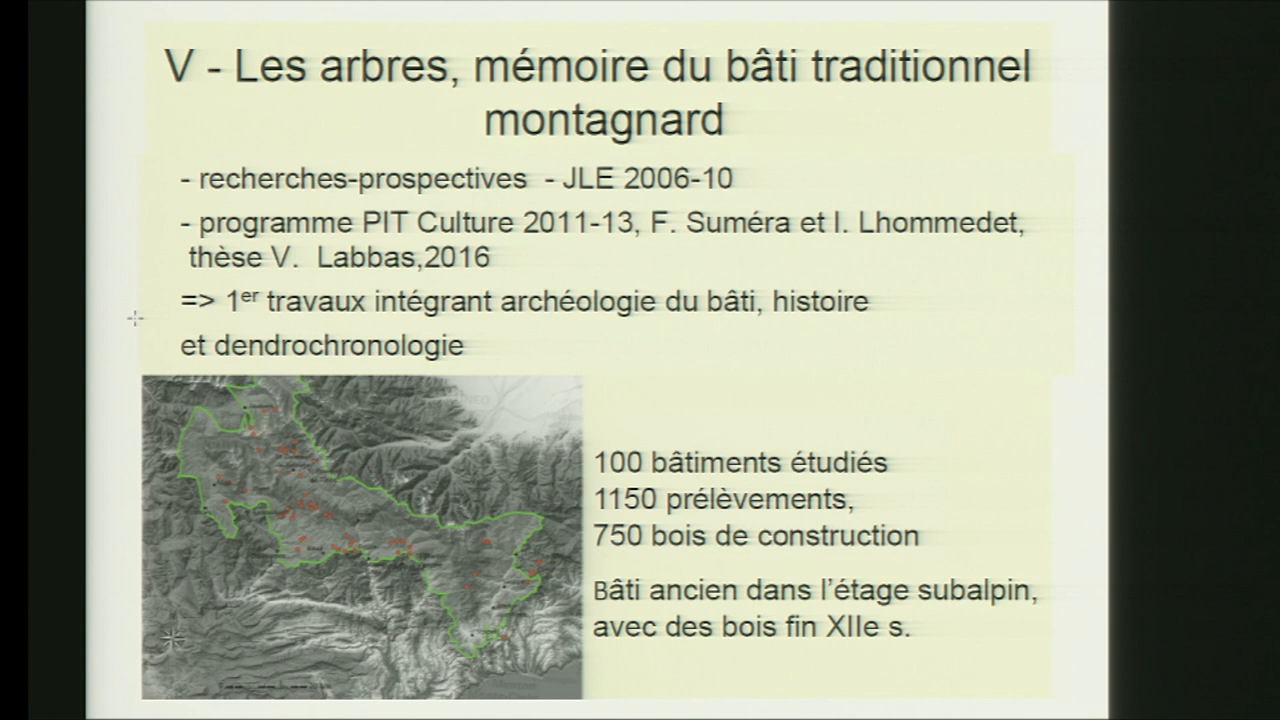 V - Les arbres, mémoire du bâti traditionnel
montagnard
- recherches-prospectives - JLE 2006-10
- programme PIT Culture 2011-13, F. Suméra et I. Lhommedet,
thèse V. Labbas,2016
=> 1er travaux intégrant archéologie du bâti, histoire
et dendrochronologie
100 bâtiments étudiés
1150 prélèvements,
750 bois de construction
Bâti ancien dans l'étage subalpin,
avec des bois fin XIIe s.